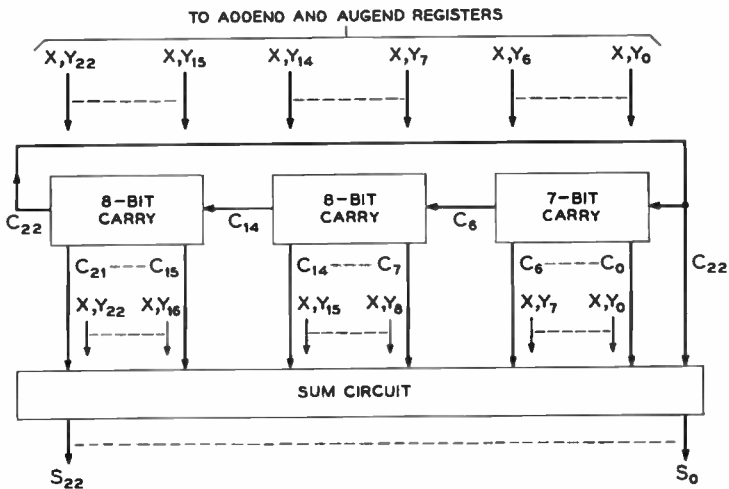 TO ADDEND AND AUGEND REGISTERS
X,Y22 X,Y15 X,Y14 X,Y7 X,Y6 X,Y0
8-BIT CARRY 8-BIT CARRY 7-BIT CARRY
C22 C14 C6
C21 C15 C14 C7 C6 C0 C22
X,Y22 X,Y16 X,Y15 X,Y8 X,Y7 X,Y0
SUM CIRCUIT
S22 S0